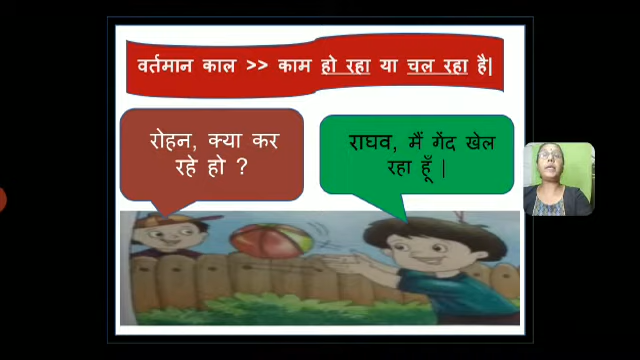 वर्तमान काल >> काम हो रहा या चल रहा है|
रोहन, क्या कर
रहे हो ?
राघव, मैं गेंद खेल
रहा हूँ |